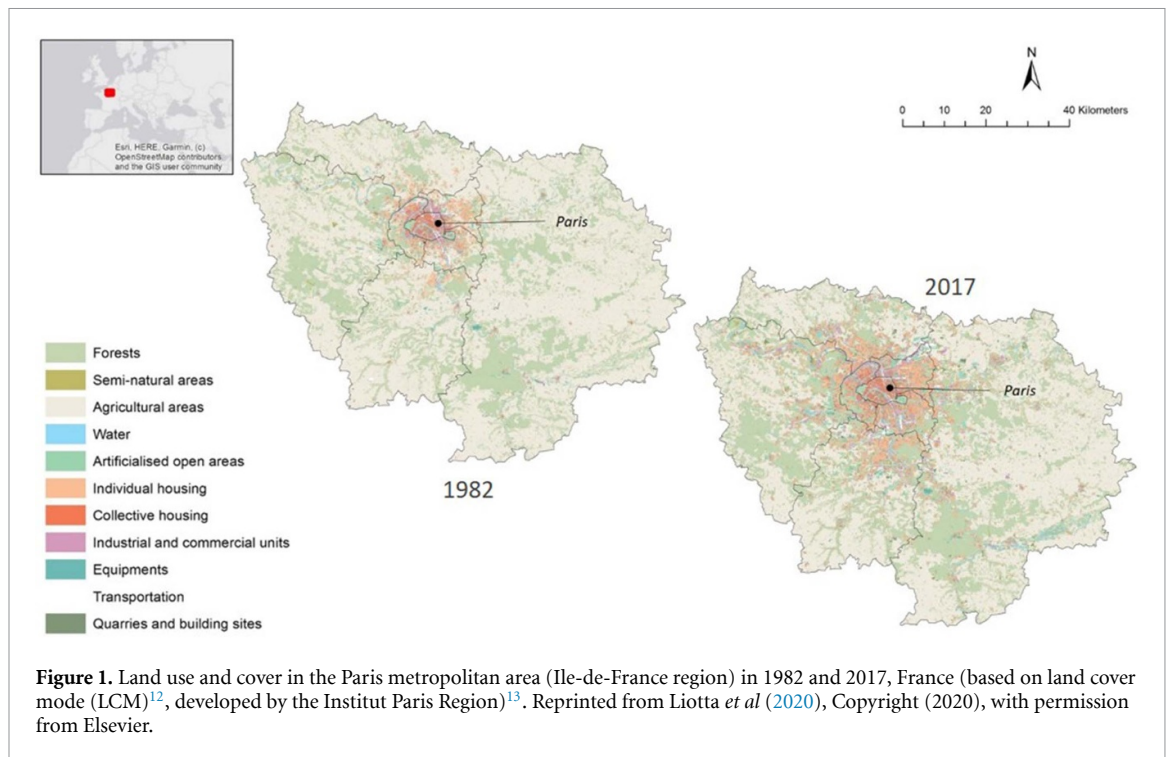 Esri, HERE, Garmin, (c)
OpenStreetMap contributors
and the GIS user community
N
0 10 20 40 Kilometers
Paris
1982
2017
Paris
Forests
Semi-natural areas
Agricultural areas
Water
Artificialised open areas
Individual housing
Collective housing
Industrial and commercial units
Equipments
Transportation
Quarries and building sites
Figure 1. Land use and cover in the Paris metropolitan area (Ile-de-France region) in 1982 and 2017, France (based on land cover
mode (LCM)12, developed by the Institut Paris Region)13. Reprinted from Liotta et al (2020), Copyright (2020), with permission
from Elsevier.